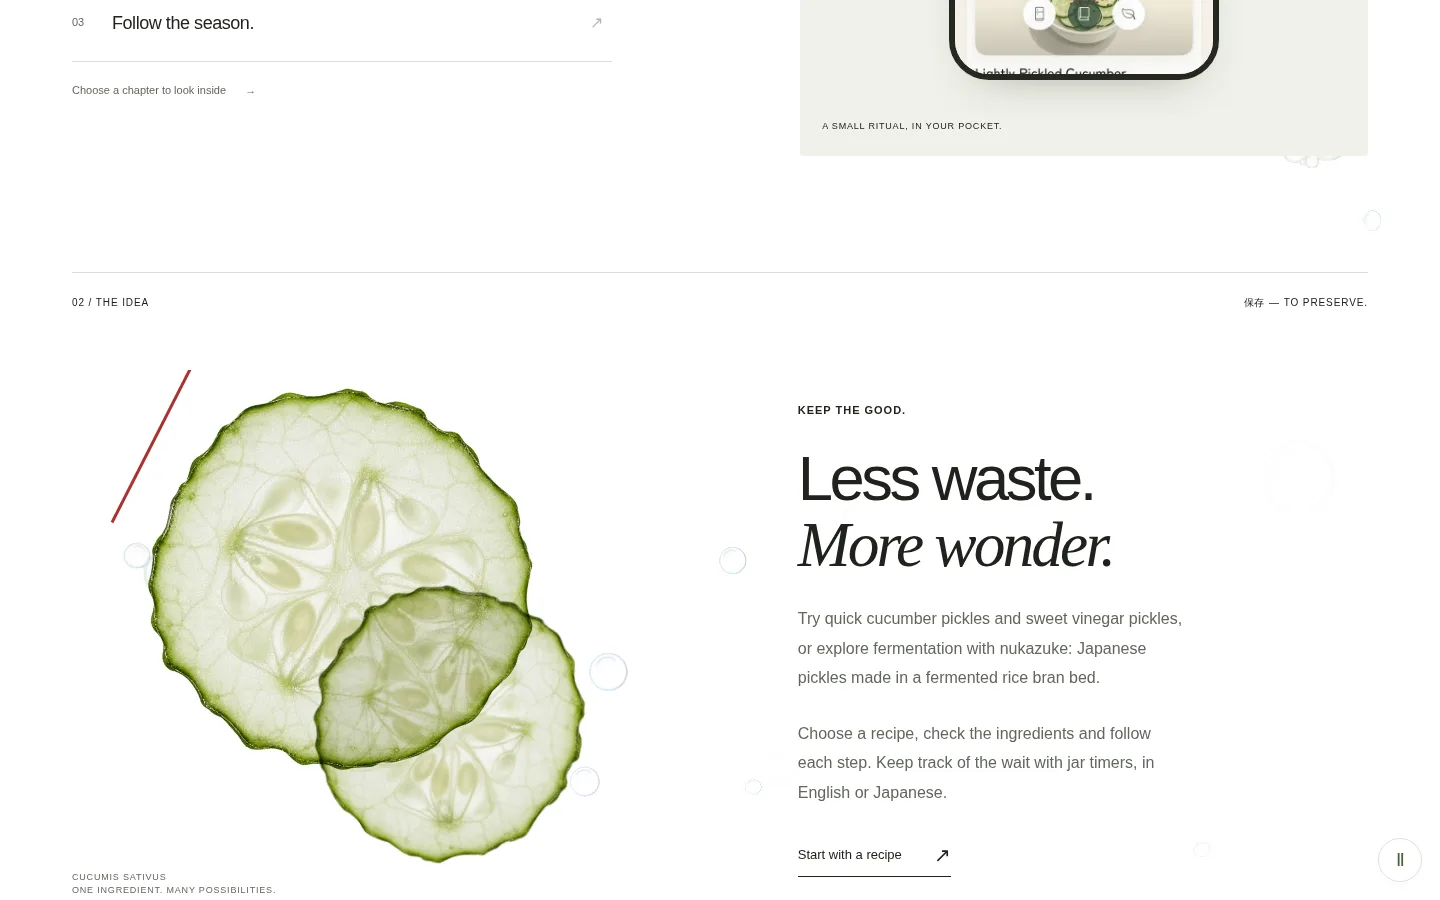 03
Follow the season.
↗
Choose a chapter to look inside →
Lightly Pickled Cucumber
A SMALL RITUAL, IN YOUR POCKET.
02 / THE IDEA
保存 — TO PRESERVE.
KEEP THE GOOD.
Less waste.
More wonder.
Try quick cucumber pickles and sweet vinegar pickles,
or explore fermentation with nukazuke: Japanese
pickles made in a fermented rice bran bed.
Choose a recipe, check the ingredients and follow
each step. Keep track of the wait with jar timers, in
English or Japanese.
Start with a recipe ↗
CUCUMIS SATIVUS
ONE INGREDIENT. MANY POSSIBILITIES.